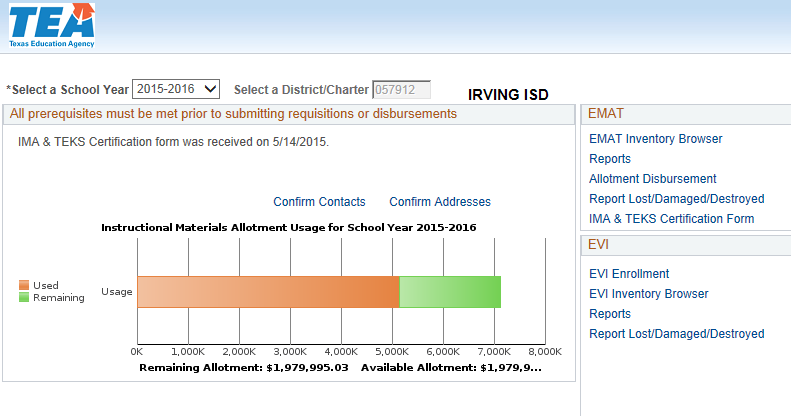 TEA
Texas Education Agency
*Select a School Year 2015-2016 Select a District/Charter 057912 IRVING ISD
All prerequisites must be met prior to submitting requisitions or disbursements
IMA & TEKS Certification form was received on 5/14/2015.
Confirm Contacts Confirm Addresses
Instructional Materials Allotment Usage for School Year 2015-2016
Used
Remaining
Usage
0K 1,000K 2,000K 3,000K 4,000K 5,000K 6,000K 7,000K 8,000K
Remaining Allotment: $1,979,995.03 Available Allotment: $1,979,9...
EMAT
EMAT Inventory Browser
Reports
Allotment Disbursement
Report Lost/Damaged/Destroyed
IMA & TEKS Certification Form
EVI
EVI Enrollment
EVI Inventory Browser
Reports
Report Lost/Damaged/Destroyed